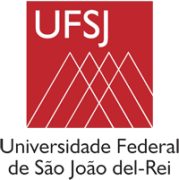 UFSJ
Universidade Federal
de São João del-Rei